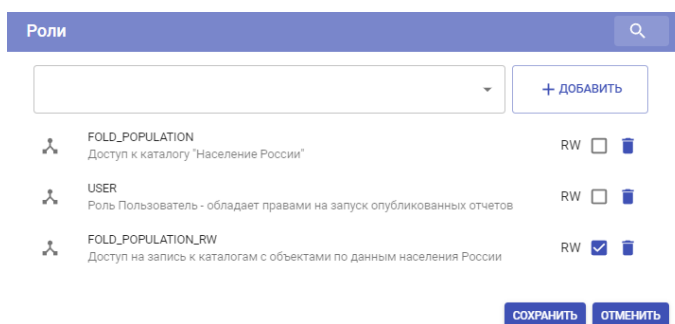 Роли
+ ДОБАВИТЬ
FOLD_POPULATION
Доступ к каталогу "Население России"
RW
USER
Роль Пользователь - обладает правами на запуск опубликованных отчетов
RW
FOLD_POPULATION_RW
Доступ на запись к каталогам с объектами по данным населения России
RW
СОХРАНИТЬ ОТМЕНИТЬ